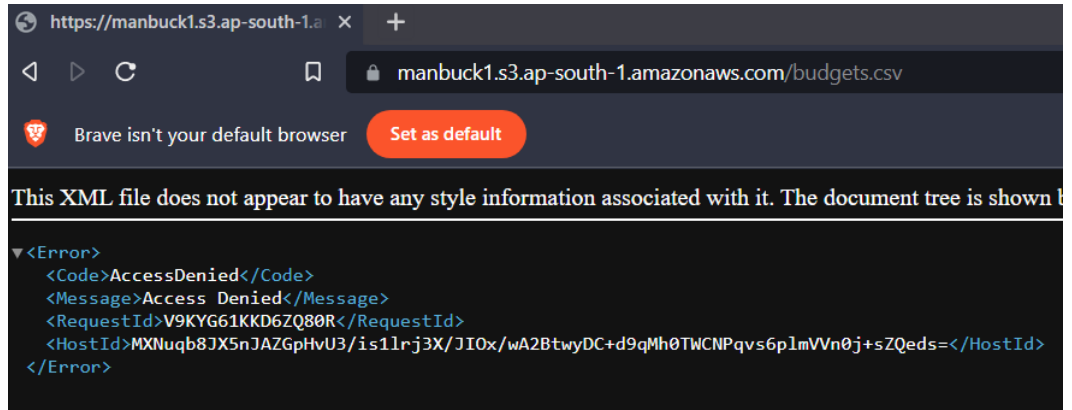 https://manbuck1.s3.ap-south-1.a
manbuck1.s3.ap-south-1.amazonaws.com/budgets.csv
Brave isn't your default browser Set as default
This XML file does not appear to have any style information associated with it. The document tree is shown
<Error>
<Code>AccessDenied</Code>
<Message>Access Denied</Message>
<RequestId>V9KYG61KKD6ZQ80R</RequestId>
<HostId>MXNuqb8JX5nJAZGpHvU3/is1lrj3X/JIOx/wA2BtwyDC+d9qMh0TWCNPqvs6plmVVn0j+sZQeds=</HostId>
</Error>